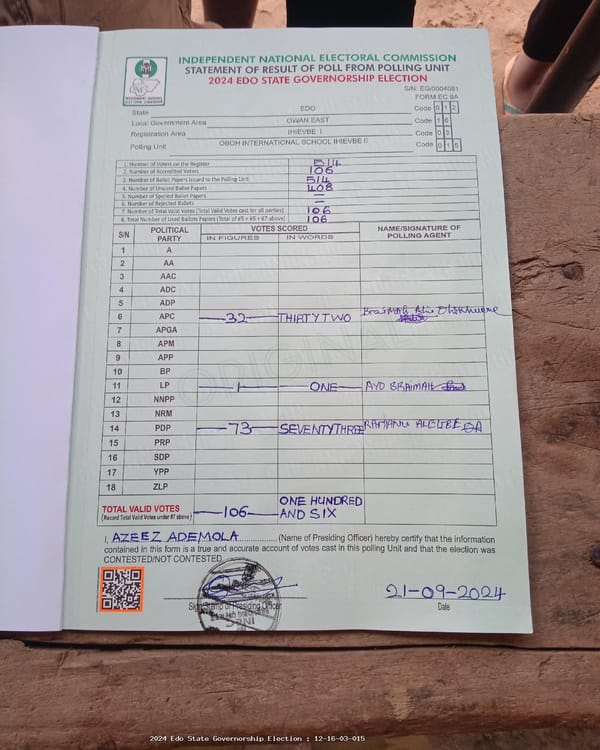 INDEPENDENT NATIONAL ELECTORAL COMMISSION
STATEMENT OF RESULT OF POLL FROM POLLING UNIT
2024 EDO STATE GOVERNORSHIP ELECTION
S/N: EG/0004081
FORM EC 8A
State EDO Code 0 1 2
Local Government Area OWAN EAST Code 1 6
Registration Area IHIEVBE I Code 0 3
Polling Unit OBOH INTERNATIONAL SCHOOL IHIEVBE II Code 0 1 5
1. Number of Voters on the Register 514
2. Number of Accredited Voters 106
3. Number of Ballot Papers Issued to the Polling Unit 514
4. Number of Unused Ballot Papers 408
5. Number of Spoiled Ballot Papers —
6. Number of Rejected Ballots —
7. Number of Total Valid Votes (Total Valid Votes cast for all parties) 106
8. Total Number of Used Ballot Papers (Total of #5 + #6 + #7 above) 106
S/N POLITICAL PARTY VOTES SCORED NAME/SIGNATURE OF POLLING AGENT
IN FIGURES IN WORDS
1 A
2 AA
3 AAC
4 ADC
5 ADP
6 APC 32 THIRTY TWO Braimah
7 APGA
8 APM
9 APP
10 BP
11 LP 1 ONE AYO BRAIMAH
12 NNPP
13 NRM
14 PDP 73 SEVENTY THREE
15 PRP
16 SDP
17 YPP
18 ZLP
TOTAL VALID VOTES 106 ONE HUNDRED
(Record Total Valid Votes under #7 above) AND SIX
I, AZEEZ ADEMOLA (Name of Presiding Officer) hereby certify that the information
contained in this form is a true and accurate account of votes cast in this polling Unit and that the election was
CONTESTED/NOT CONTESTED
21-09-2024
Sign/Stamp of Presiding Officer Date
2024 Edo State Governorship Election : 12-16-03-015